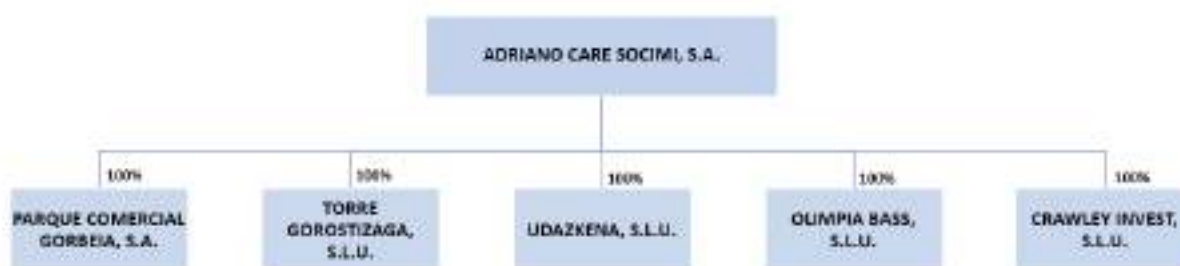 ADRIANO CARE SOCIMI, S.A.
100%
100%
100%
100%
100%
PARQUE COMERCIAL
GORBEIA, S.A.
TORRE
GOROSTIZAGA,
S.L.U.
UDAZKENA, S.L.U.
OLIMPIA BASS,
S.L.U.
CRAWLEY INVEST,
S.L.U.